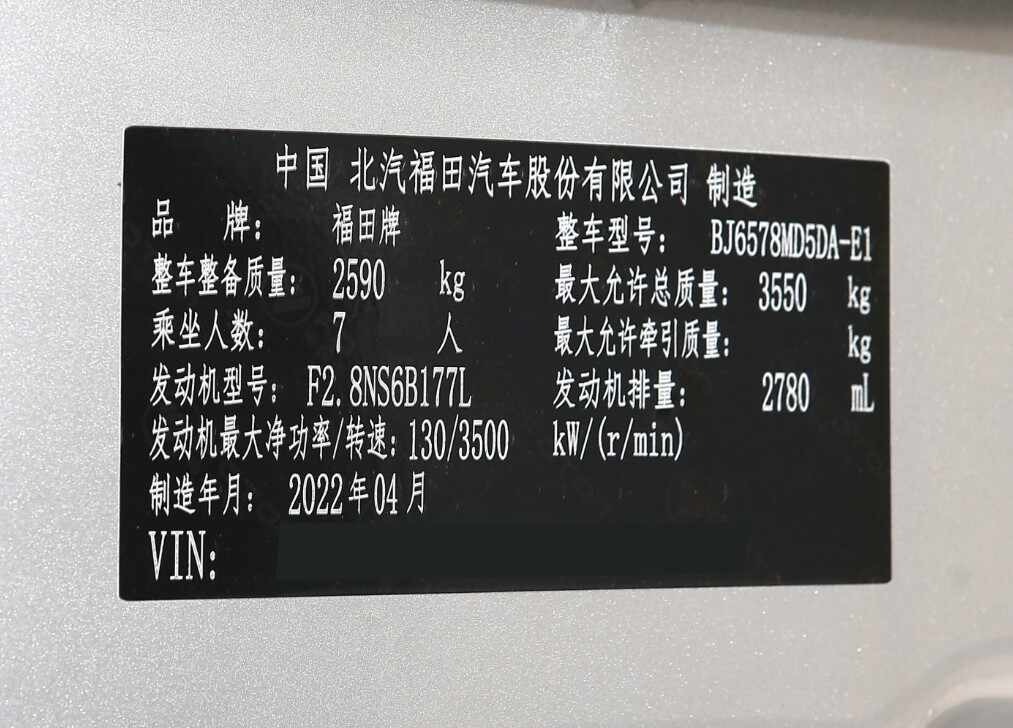 中国 北汽福田汽车股份有限公司 制造
品 牌: 福田牌 整车型号: BJ6578MD5DA-E1
整车整备质量: 2590 kg 最大允许总质量: 3550 kg
乘坐人数: 7 人 最大允许牵引质量: kg
发动机型号: F2.8NS6B177L 发动机排量: 2780 mL
发动机最大净功率/转速: 130/3500 kW/(r/min)
制造年月: 2022年04月
VIN: